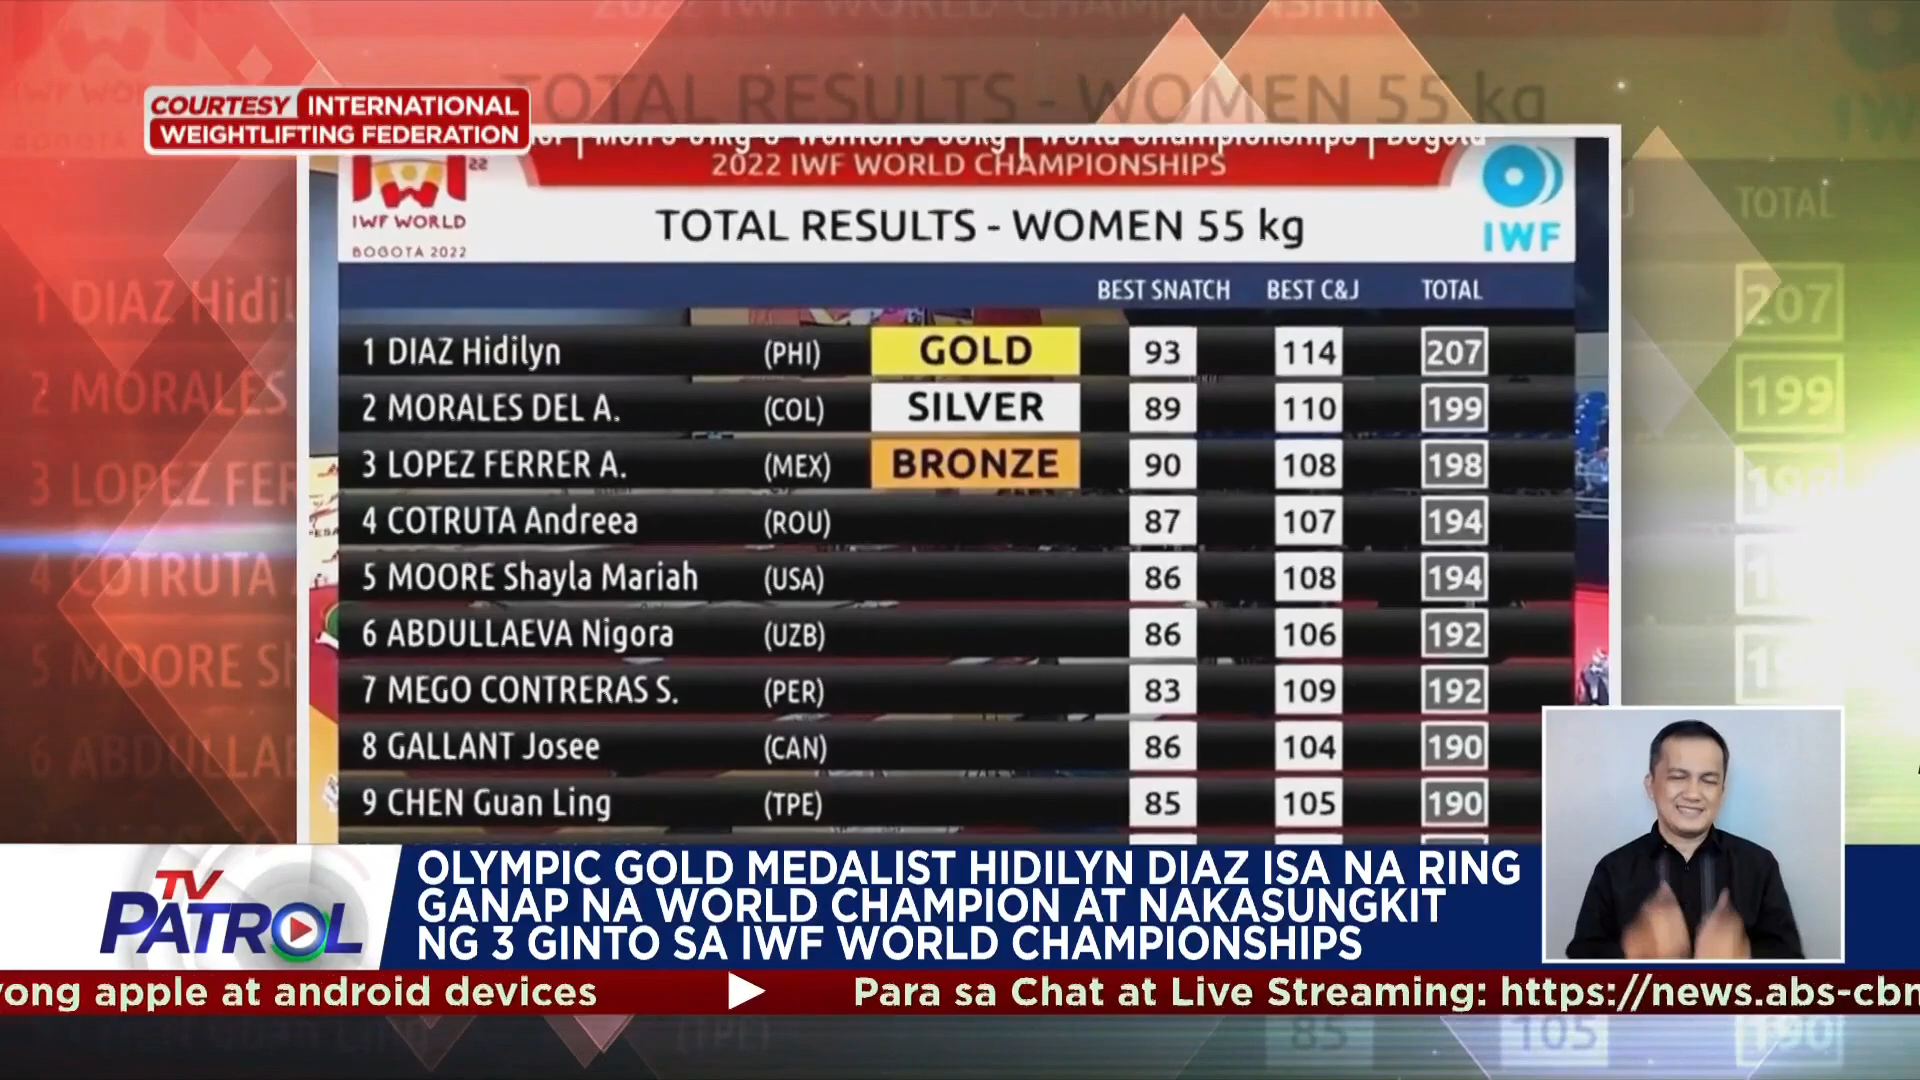 COURTESY INTERNATIONAL
WEIGHTLIFTING FEDERATION
2022 IWF WORLD CHAMPIONSHIPS
IWF WORLD
BOGOTA 2022
TOTAL RESULTS - WOMEN 55 kg
IWF
BEST SNATCH BEST C&J TOTAL
1 DIAZ Hidilyn (PHI) GOLD 93 114 207
2 MORALES DEL A. (COL) SILVER 89 110 199
3 LOPEZ FERRER A. (MEX) BRONZE 90 108 198
4 COTRUTA Andreea (ROU) 87 107 194
5 MOORE Shayla Mariah (USA) 86 108 194
6 ABDULLAEVA Nigora (UZB) 86 106 192
7 MEGO CONTRERAS S. (PER) 83 109 192
8 GALLANT Josee (CAN) 86 104 190
9 CHEN Guan Ling (TPE) 85 105 190
TV PATROL
OLYMPIC GOLD MEDALIST HIDILYN DIAZ ISA NA RING
GANAP NA WORLD CHAMPION AT NAKASUNGKIT
NG 3 GINTO SA IWF WORLD CHAMPIONSHIPS
yong apple at android devices Para sa Chat at Live Streaming: https://news.abs-cbn